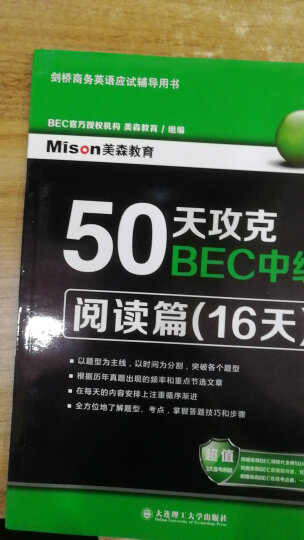 剑桥商务英语应试辅导用书
BEC官方授权机构 美森教育/组编
Mison美森教育
50天攻克
BEC中级
阅读篇(16天)
■ 以题型为主线,以时间为分割,突破各个题型
■ 根据历年真题出现的频率和重点节选文章
■ 在每天的内容安排上注重循序渐进
■ 全方位地了解题型、考点,掌握答题技巧和步骤
超值
大连理工大学出版社
Dalian University of Technology Press